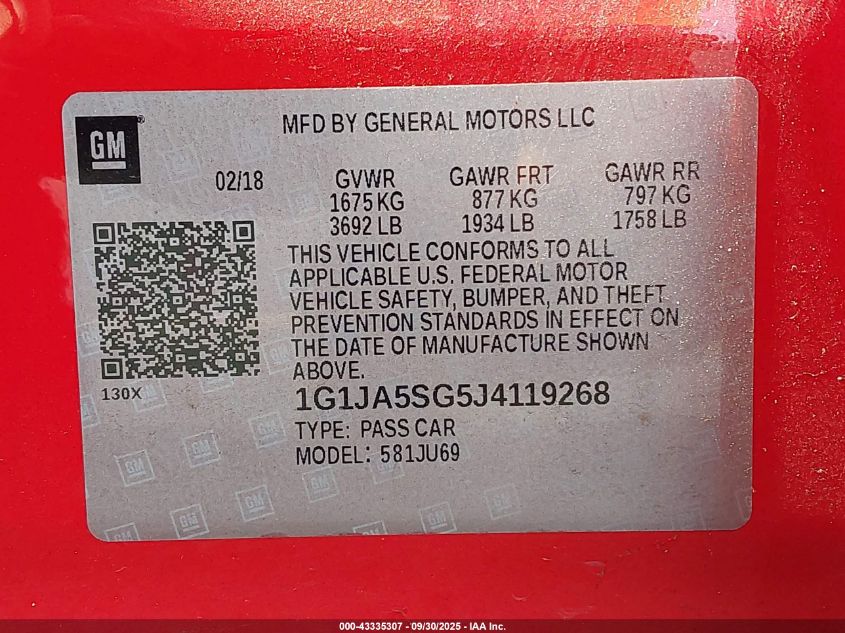 GM®
MFD BY GENERAL MOTORS LLC
02/18
GVWR GAWR FRT GAWR RR
1675 KG 877 KG 797 KG
3692 LB 1934 LB 1758 LB
THIS VEHICLE CONFORMS TO ALL
APPLICABLE U.S. FEDERAL MOTOR
VEHICLE SAFETY, BUMPER, AND THEFT
PREVENTION STANDARDS IN EFFECT ON
THE DATE OF MANUFACTURE SHOWN
ABOVE.
130X
1G1JA5SG5J4119268
TYPE: PASS CAR
MODEL: 581JU69
000-43335307 - 09/30/2025 - IAA Inc.